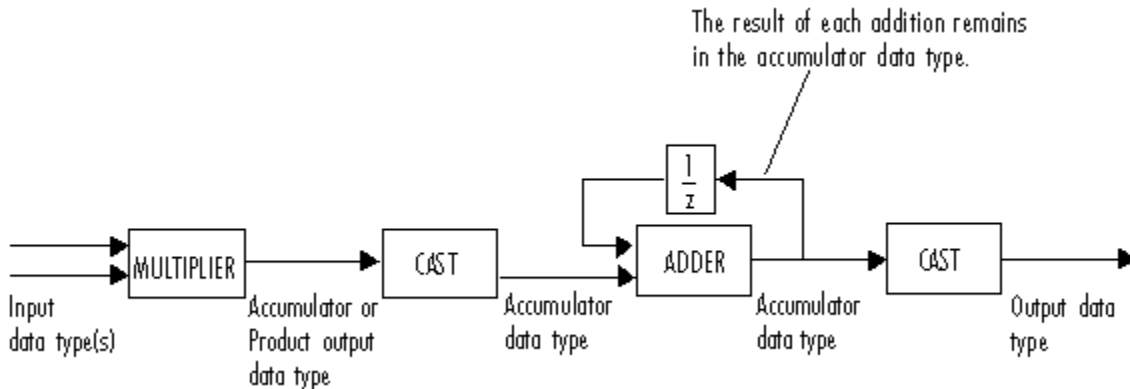 The result of each addition remains
in the accumulator data type.
1
z
MULTIPLIER
CAST
ADDER
CAST
Input
data type(s)
Accumulator or
Product output
data type
Accumulator
data type
Accumulator
data type
Output data
type